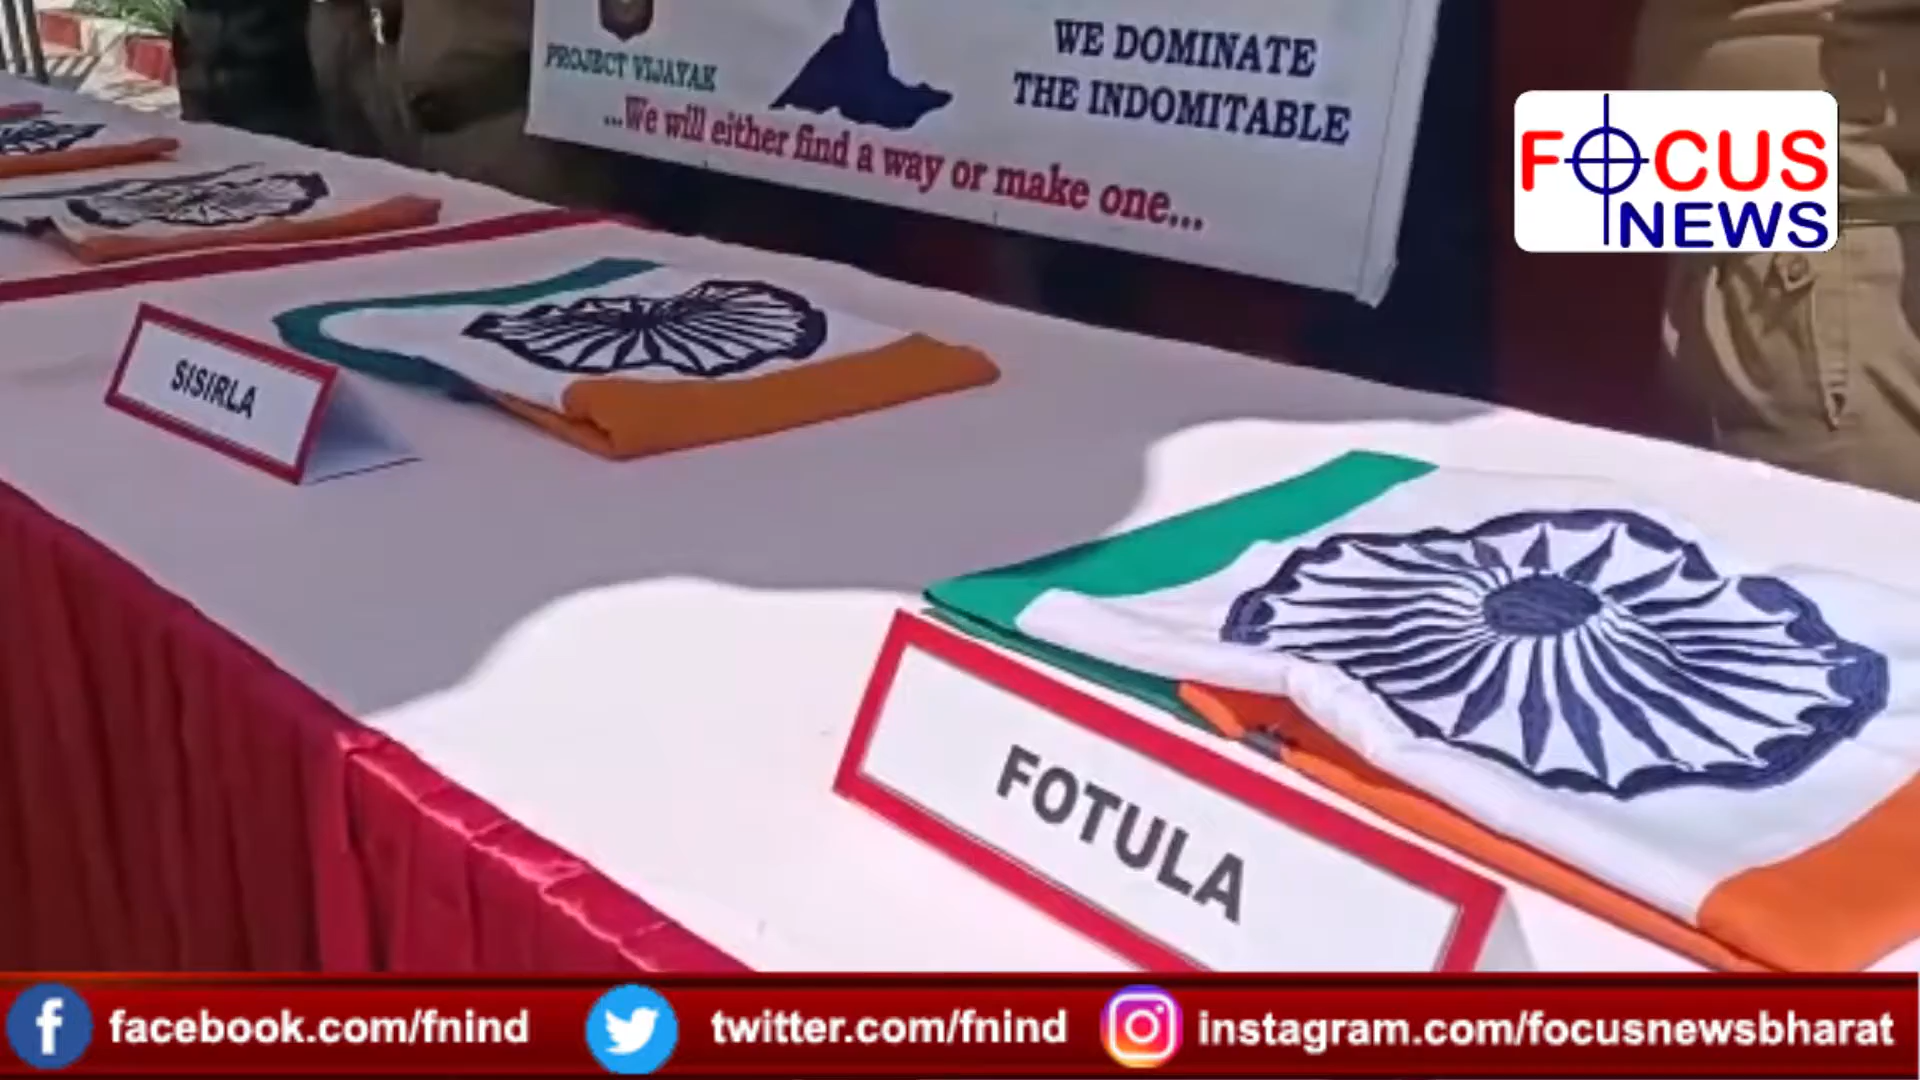 PROJECT VIJAYAK
WE DOMINATE
THE INDOMITABLE
...We will either find a way or make one...
FOCUS
NEWS
SISIRLA
FOTULA
facebook.com/fnind
twitter.com/fnind
instagram.com/focusnewsbharat